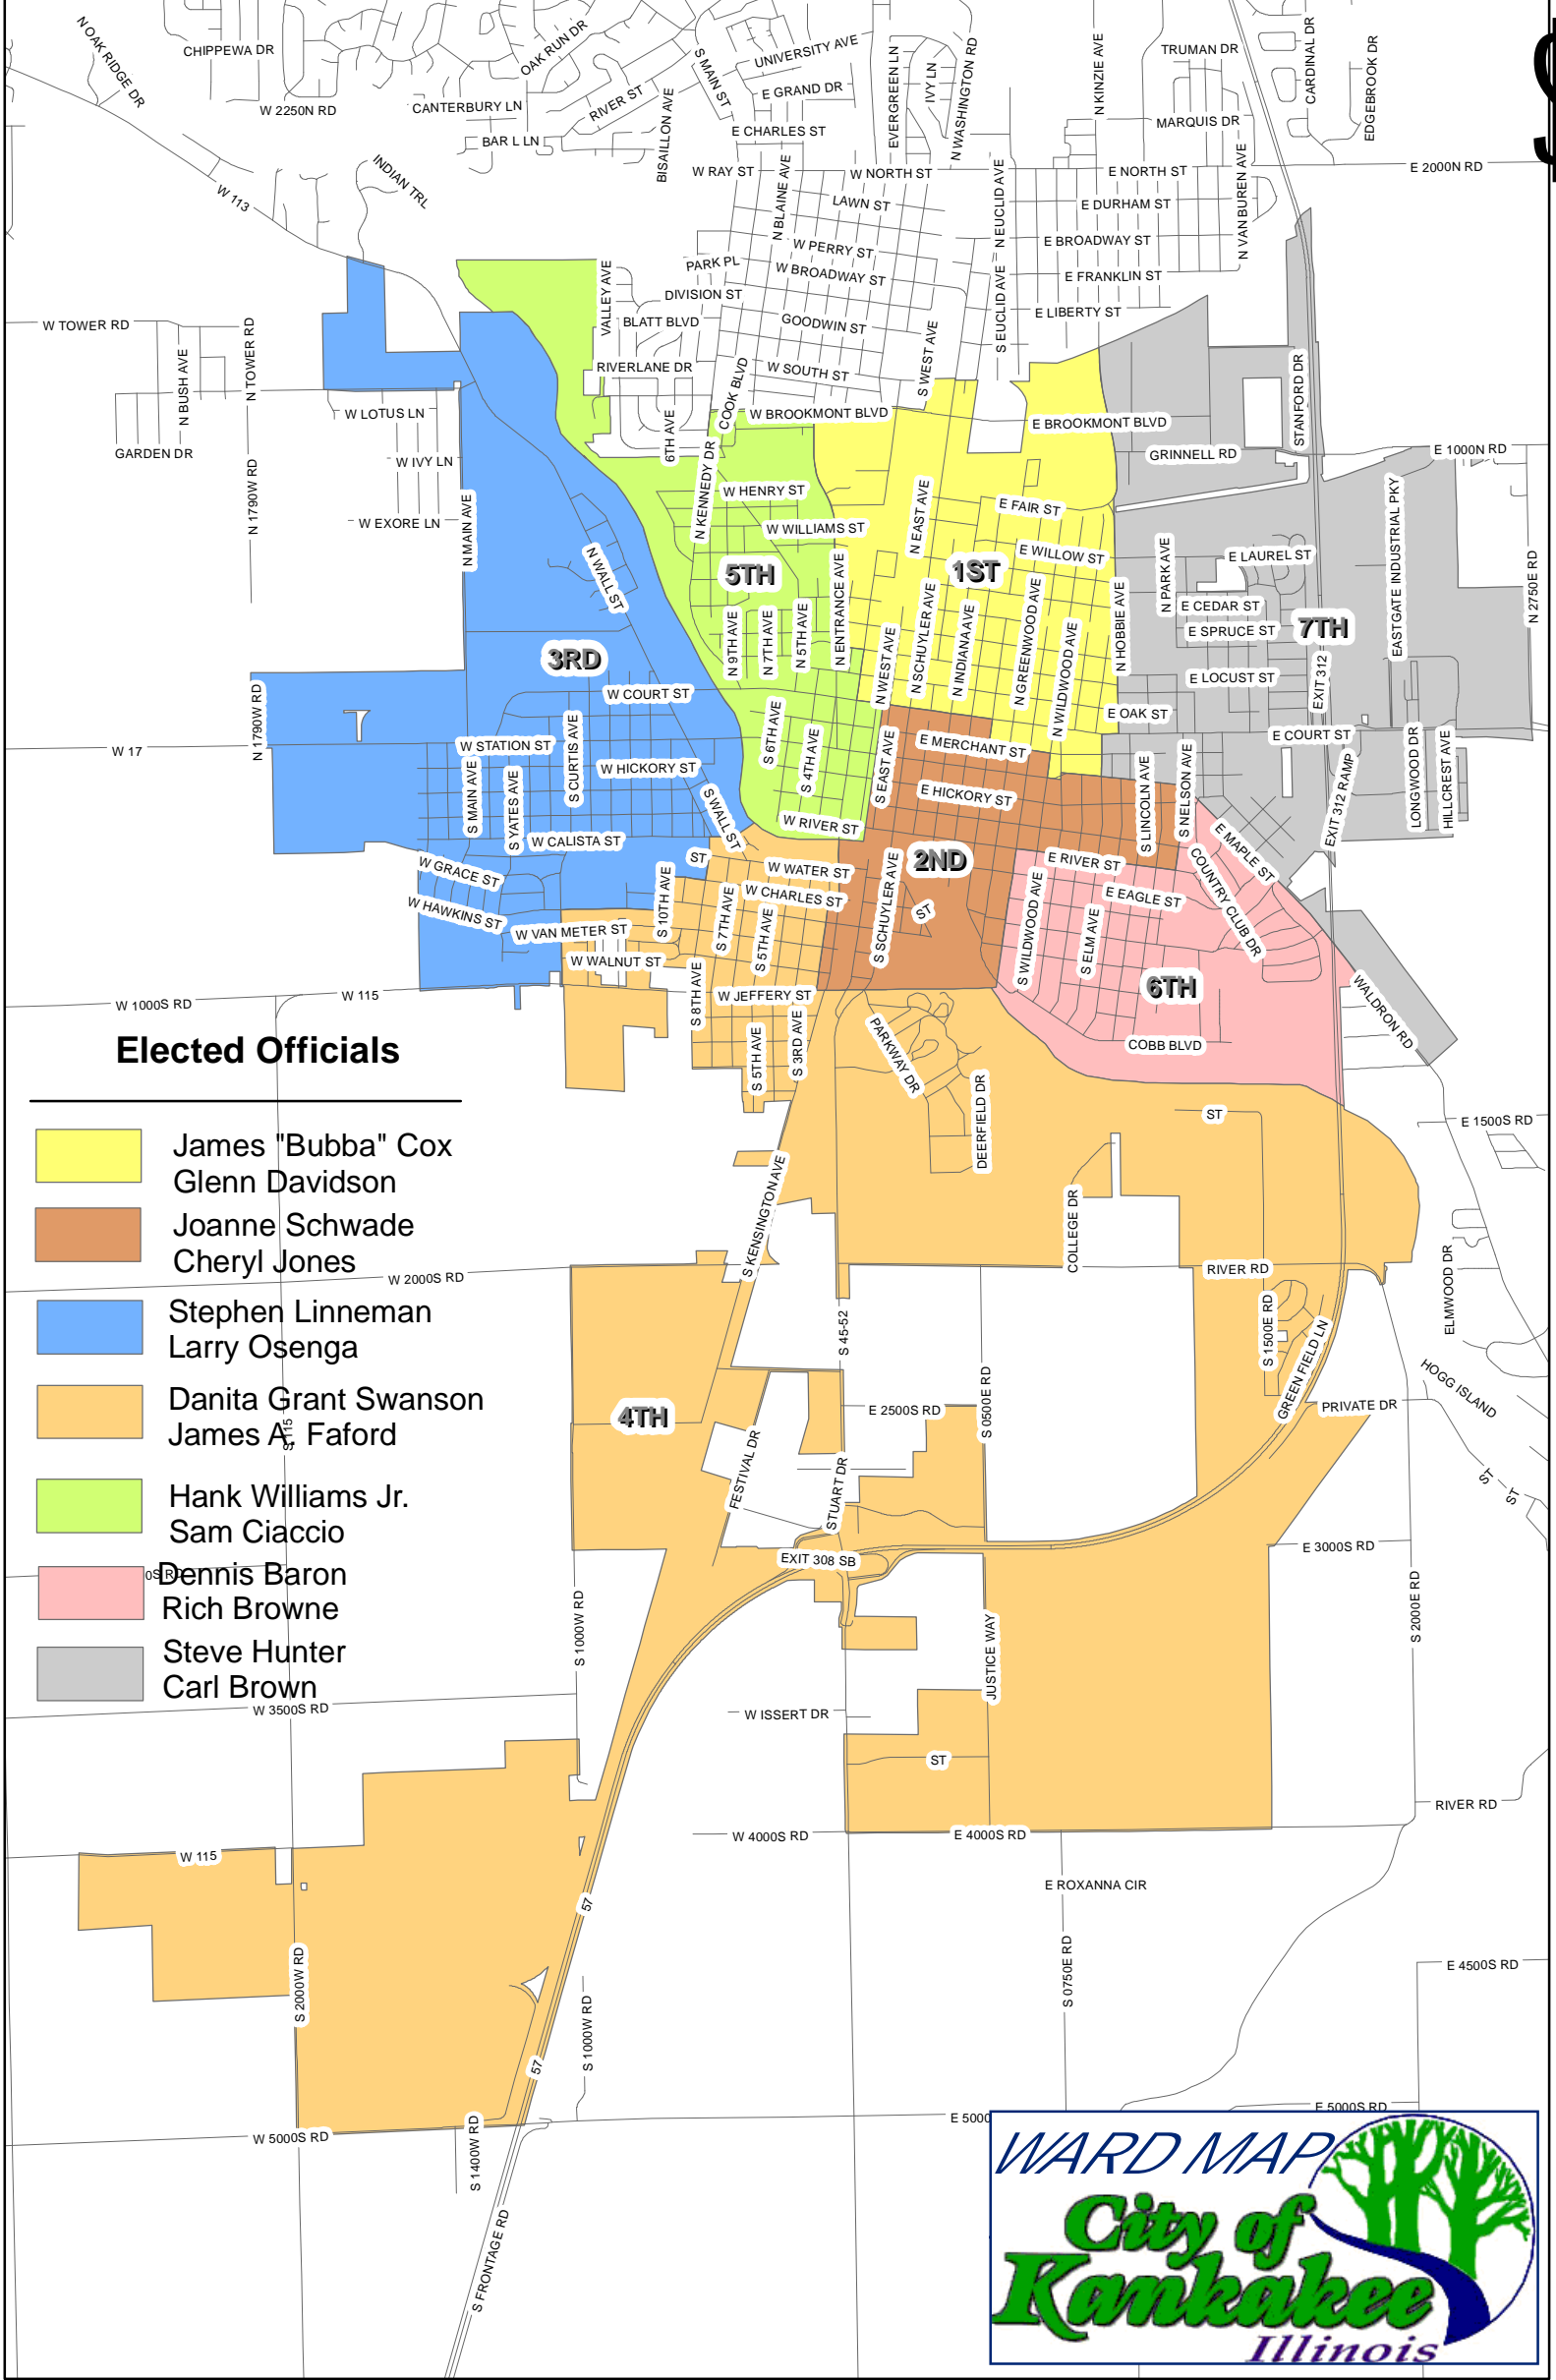 N OAK RIDGE DR
CHIPPEWA DR
OAK RUN DR
S MAIN ST
UNIVERSITY AVE
EVERGREEN LN
IVY LN
N WASHINGTON RD
N KINZIE AVE
TRUMAN DR
CARDINAL DR
EDGEBROOK DR
S
W 2250N RD
CANTERBURY LN
RIVER ST
BISAILLON AVE
E GRAND DR
BAR L LN
E CHARLES ST
MARQUIS DR
INDIAN TRL
W 113
W RAY ST
N BLAINE AVE
W NORTH ST
N EUCLID AVE
E NORTH ST
N VAN BUREN AVE
E 2000N RD
LAWN ST
E DURHAM ST
W PERRY ST
E BROADWAY ST
PARK PL
W BROADWAY ST
E FRANKLIN ST
VALLEY AVE
DIVISION ST
S EUCLID AVE
E LIBERTY ST
W TOWER RD
N TOWER RD
BLATT BLVD
GOODWIN ST
S WEST AVE
N BUSH AVE
RIVERLANE DR
COOK BLVD
W SOUTH ST
STANFORD DR
W LOTUS LN
6TH AVE
W BROOKMONT BLVD
E BROOKMONT BLVD
GARDEN DR
W IVY LN
N KENNEDY DR
GRINNELL RD
E 1000N RD
N 1790W RD
W HENRY ST
N EAST AVE
E FAIR ST
EASTGATE INDUSTRIAL PKY
W EXORE LN
N MAIN AVE
W WILLIAMS ST
E WILLOW ST
E LAUREL ST
N WALL ST
5TH
1ST
N PARK AVE
N 2750E RD
N ENTRANCE AVE
N HOBBIE AVE
E CEDAR ST
E SPRUCE ST
7TH
3RD
N 9TH AVE
N 7TH AVE
N 5TH AVE
N WEST AVE
N SCHUYLER AVE
N INDIANA AVE
N GREENWOOD AVE
N WILDWOOD AVE
E LOCUST ST
EXIT 312
N 1790W RD
W COURT ST
E OAK ST
W 17
W STATION ST
S CURTIS AVE
S 6TH AVE
S 4TH AVE
S EAST AVE
E MERCHANT ST
E COURT ST
W HICKORY ST
E HICKORY ST
S MAIN AVE
S YATES AVE
S WALL ST
S LINCOLN AVE
S NELSON AVE
EXIT 312 RAMP
LONGWOOD DR
HILLCREST AVE
W CALISTA ST
W RIVER ST
E MAPLE ST
W GRACE ST
ST
W WATER ST
2ND
E RIVER ST
COUNTRY CLUB DR
W HAWKINS ST
S 10TH AVE
W CHARLES ST
S SCHUYLER AVE
ST
E EAGLE ST
W VAN METER ST
S 7TH AVE
S 5TH AVE
S WILDWOOD AVE
S ELM AVE
W WALNUT ST
6TH
W 1000S RD
W 115
S 8TH AVE
W JEFFERY ST
WALDRON RD
Elected Officials
S 5TH AVE
S 3RD AVE
PARKWAY DR
COBB BLVD
DEERFIELD DR
ST
E 1500S RD
James "Bubba" Cox
Glenn Davidson
Joanne Schwade
Cheryl Jones
S KENSINGTON AVE
COLLEGE DR
W 2000S RD
RIVER RD
ELMWOOD DR
Stephen Linneman
Larry Osenga
S 45-52
S 1500E RD
GREEN FIELD LN
Danita Grant Swanson
James A. Faford
S 115
4TH
E 2500S RD
S 0500E RD
PRIVATE DR
HOGG ISLAND
FESTIVAL DR
STUART DR
ST
ST
Hank Williams Jr.
Sam Ciaccio
EXIT 308 SB
E 3000S RD
0S RD
Dennis Baron
Rich Browne
S 1000W RD
S 2000E RD
Steve Hunter
Carl Brown
JUSTICE WAY
W 3500S RD
W ISSERT DR
ST
RIVER RD
W 4000S RD
E 4000S RD
W 115
E ROXANNA CIR
57
S 2000W RD
S 0750E RD
E 4500S RD
S 1000W RD
57
W 5000S RD
S 1400W RD
E 5000
E 5000S RD
S FRONTAGE RD
WARD MAP
City of
Kankakee
Illinois